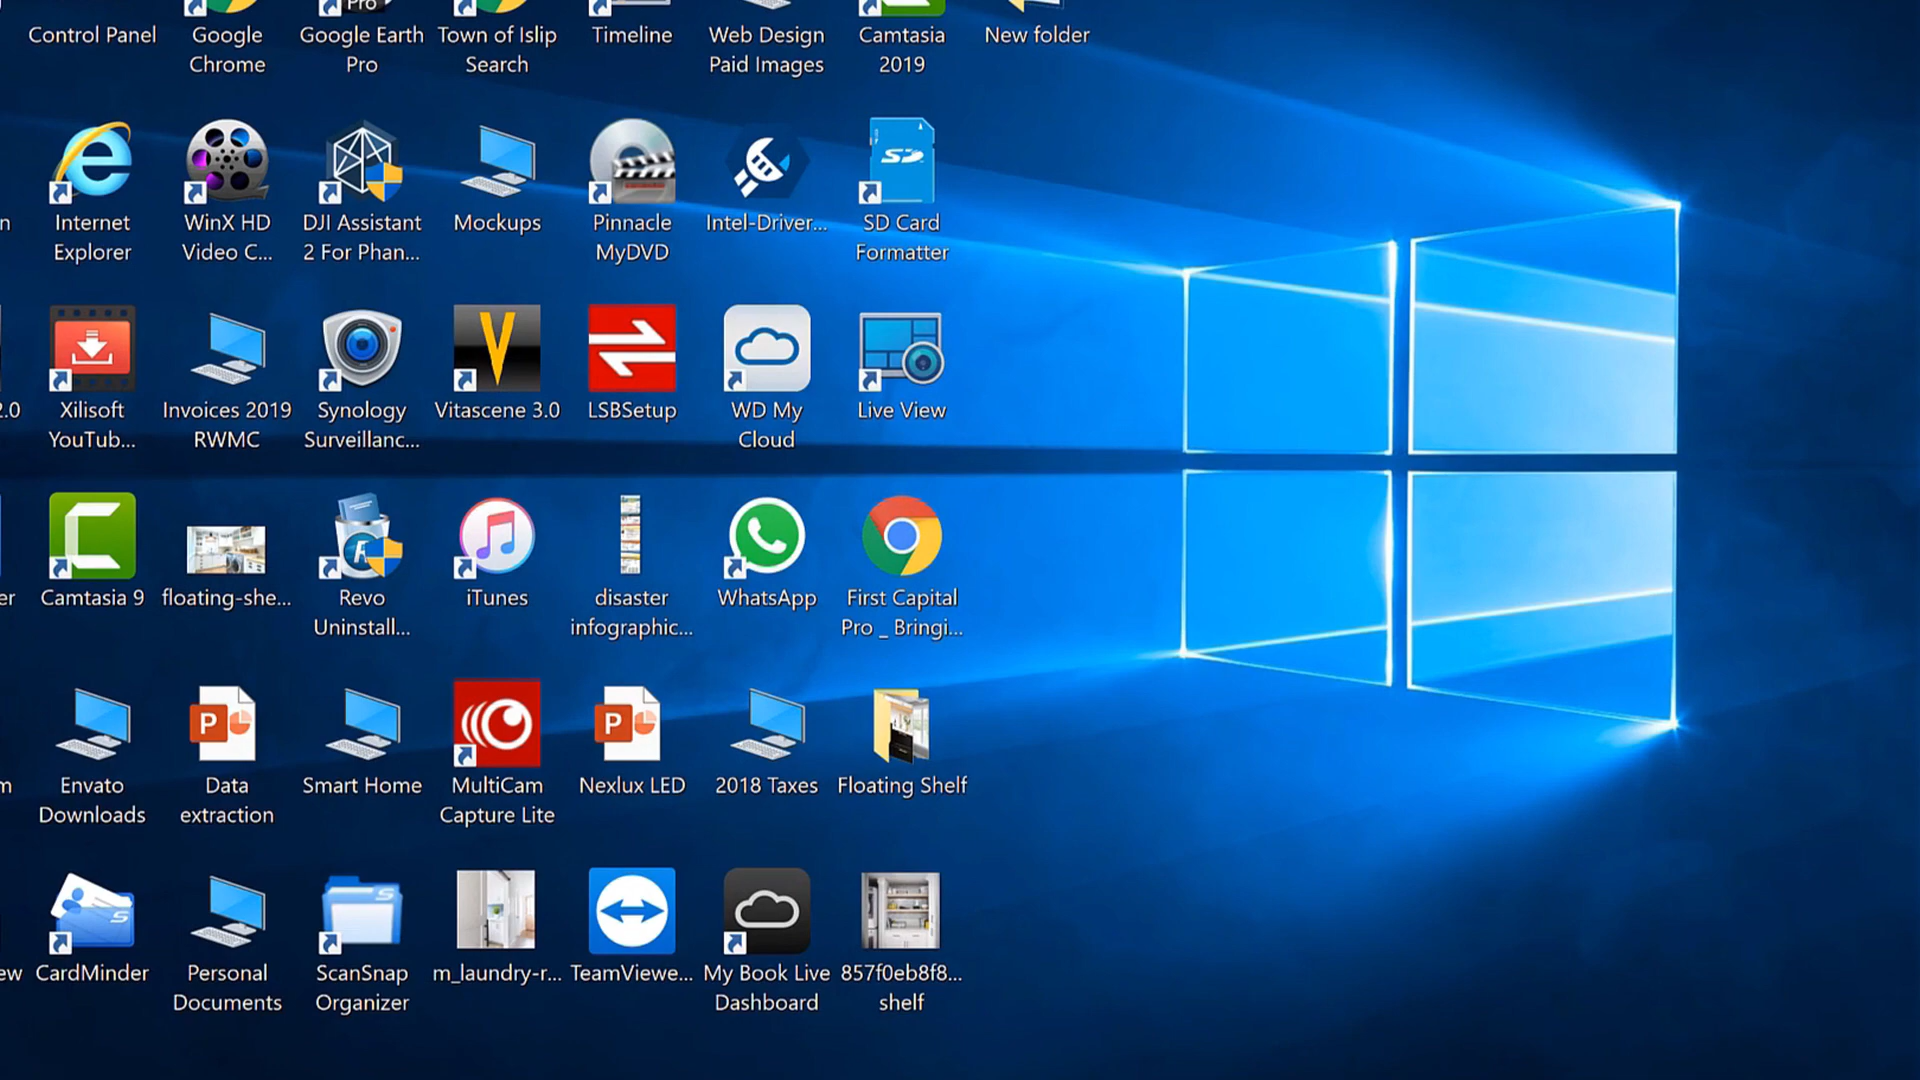 Control Panel
Google
Chrome
Google Earth
Pro
Town of Islip
Search
Timeline
Web Design
Paid Images
Camtasia
2019
New folder
Internet
Explorer
WinX HD
Video C...
DJI Assistant
2 For Phan...
Mockups
Pinnacle
MyDVD
Intel-Driver...
SD Card
Formatter
Xilisoft
YouTub...
Invoices 2019
RWMC
Synology
Surveillanc...
Vitascene 3.0
LSBSetup
WD My
Cloud
Live View
Camtasia 9
floating-she...
Revo
Uninstall...
iTunes
disaster
infographic...
WhatsApp
First Capital
Pro _ Bringi...
Envato
Downloads
Data
extraction
Smart Home
MultiCam
Capture Lite
Nexlux LED
2018 Taxes
Floating Shelf
CardMinder
Personal
Documents
ScanSnap
Organizer
m_laundry-r...
TeamViewe...
My Book Live
Dashboard
857f0eb8f8...
shelf